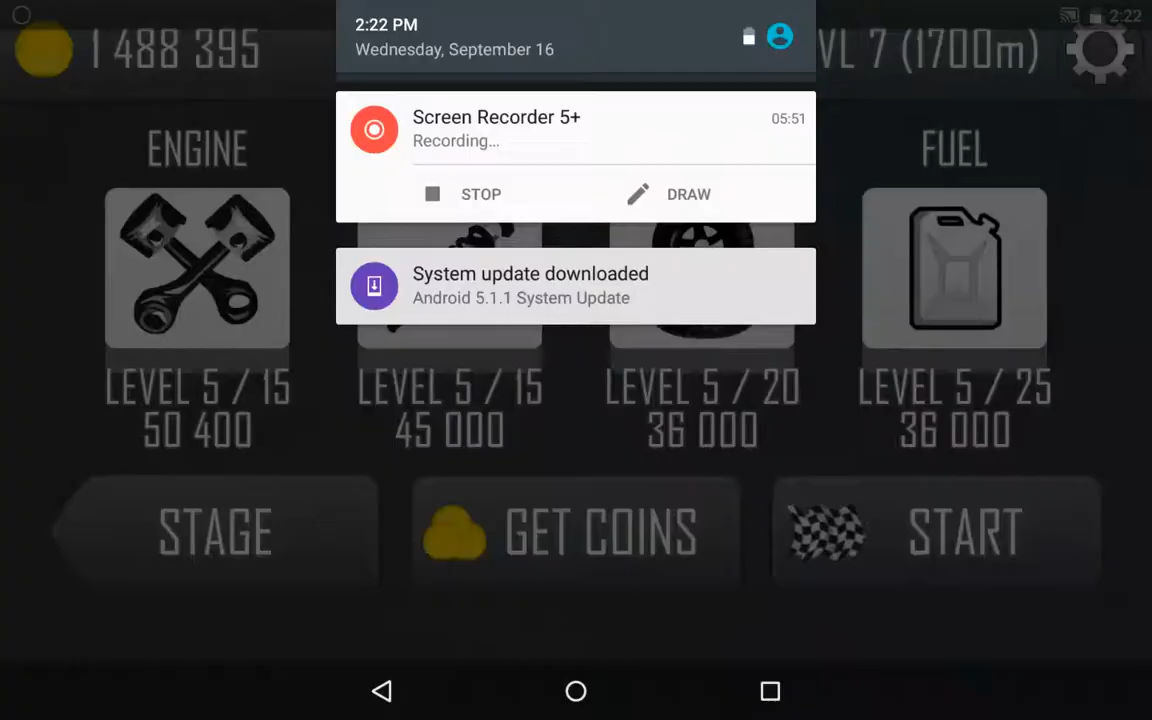 2:22
1 488 395
VL 7 (1700m)
2:22 PM
Wednesday, September 16
Screen Recorder 5+
05:51
Recording...
STOP
DRAW
System update downloaded
Android 5.1.1 System Update
ENGINE
FUEL
LEVEL 5 / 15
LEVEL 5 / 15
LEVEL 5 / 20
LEVEL 5 / 25
50 400
45 000
36 000
36 000
STAGE
GET COINS
START